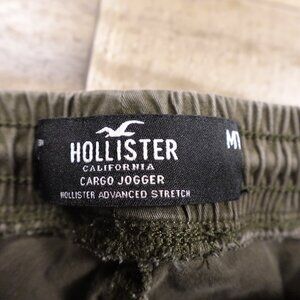 HOLLISTER
CALIFORNIA
CARGO JOGGER
HOLLISTER ADVANCED STRETCH